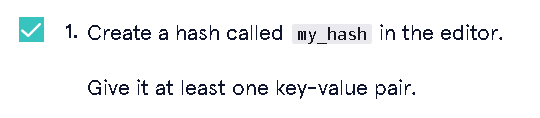 1. Create a hash called my_hash in the editor.
Give it at least one key-value pair.